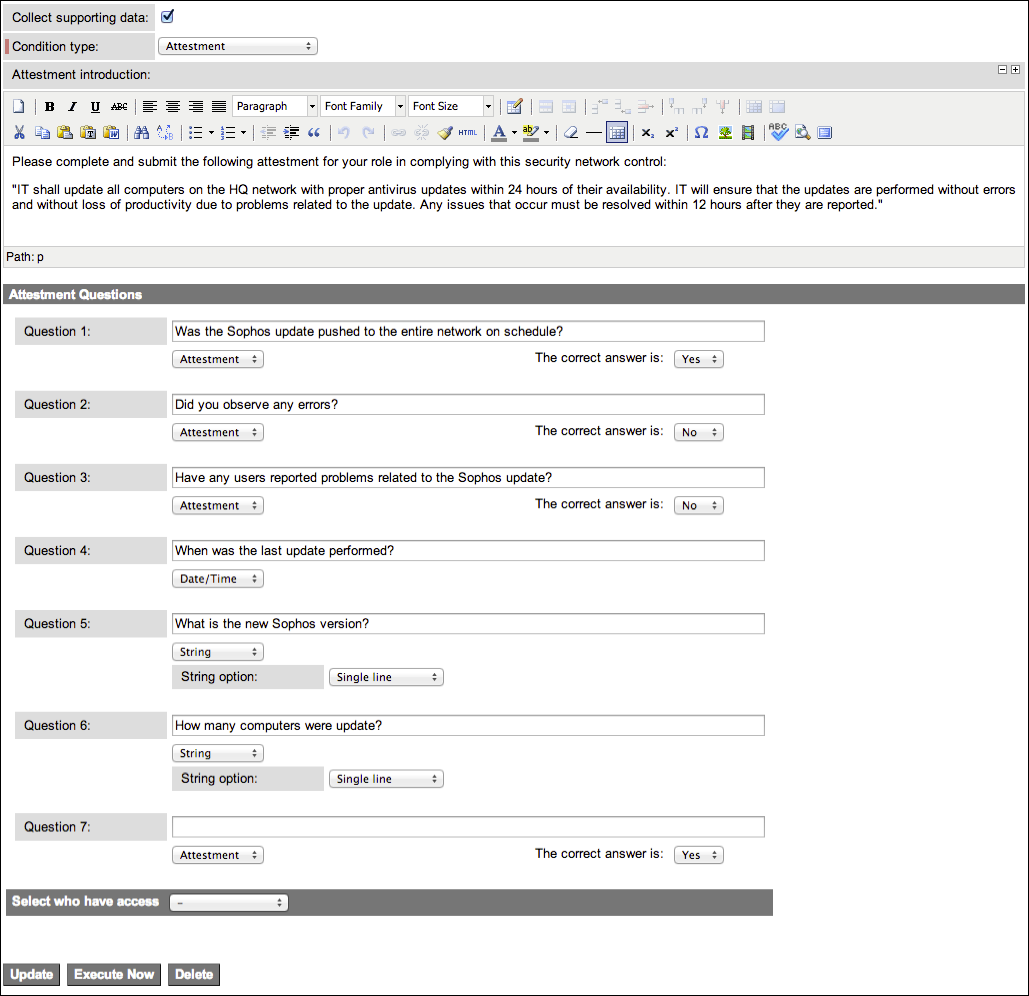 Collect supporting data:
Condition type: Attestment
Attestment introduction:
B I U ABC Paragraph Font Family Font Size
HTML A ab ABC
Please complete and submit the following attestment for your role in complying with this security network control:
"IT shall update all computers on the HQ network with proper antivirus updates within 24 hours of their availability. IT will ensure that the updates are performed without errors
and without loss of productivity due to problems related to the update. Any issues that occur must be resolved within 12 hours after they are reported."
Path: p
Attestment Questions
Question 1: Was the Sophos update pushed to the entire network on schedule?
Attestment The correct answer is: Yes
Question 2: Did you observe any errors?
Attestment The correct answer is: No
Question 3: Have any users reported problems related to the Sophos update?
Attestment The correct answer is: No
Question 4: When was the last update performed?
Date/Time
Question 5: What is the new Sophos version?
String
String option: Single line
Question 6: How many computers were update?
String
String option: Single line
Question 7:
Attestment The correct answer is: Yes
Select who have access –
Update Execute Now Delete